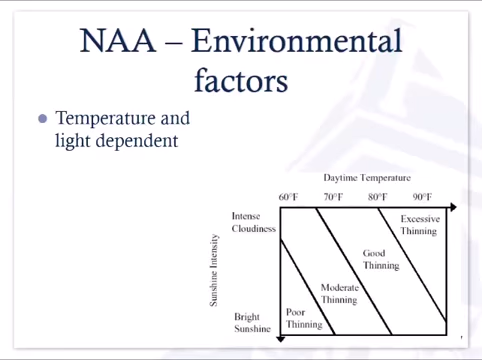 NAA – Environmental
factors
Temperature and
light dependent
Daytime Temperature
60°F 70°F 80°F 90°F
Intense
Cloudiness
Excessive
Thinning
Good
Thinning
Sunshine Intensity
Moderate
Thinning
Poor
Thinning
Bright
Sunshine